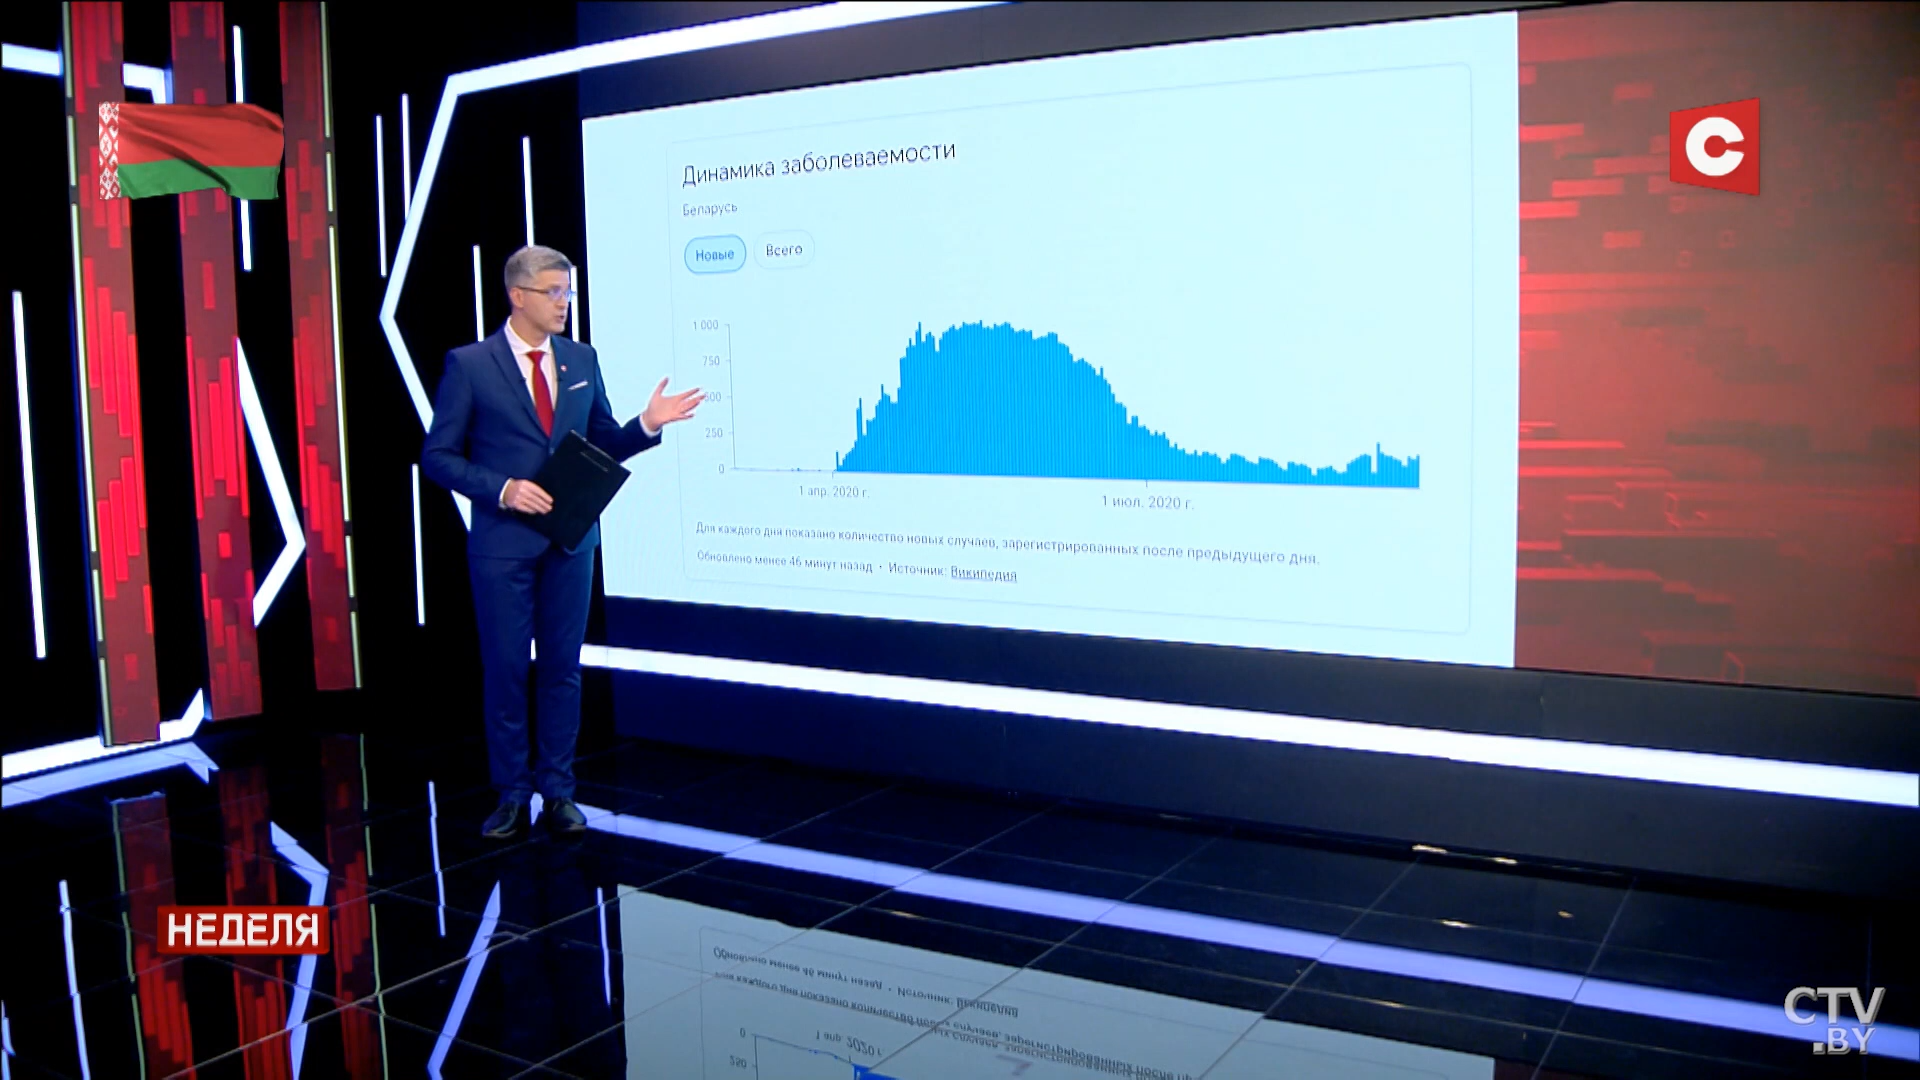 Динамика заболеваемости
Беларусь
Новые
Всего
1 000
750
500
250
0
1 апр. 2020 г.
1 июл. 2020 г.
Для каждого дня показано количество новых случаев, зарегистрированных после предыдущего дня.
Обновлено менее 46 минут назад • Источник: Википедия
НЕДЕЛЯ
C
CTV
.BY